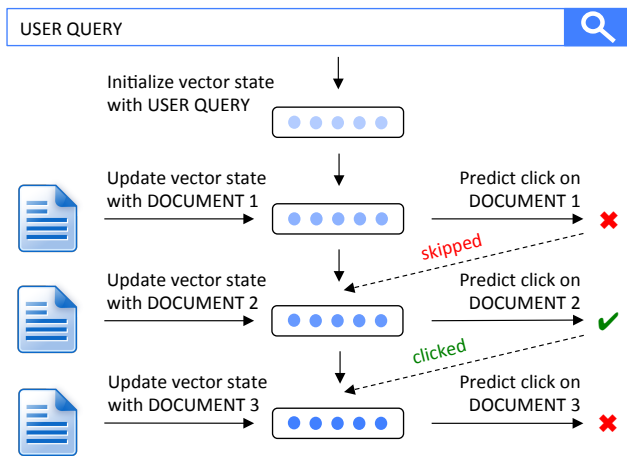 USER QUERY
Initialize vector state
with USER QUERY
Update vector state
with DOCUMENT 1
Predict click on
DOCUMENT 1
skipped
Update vector state
with DOCUMENT 2
Predict click on
DOCUMENT 2
clicked
Update vector state
with DOCUMENT 3
Predict click on
DOCUMENT 3